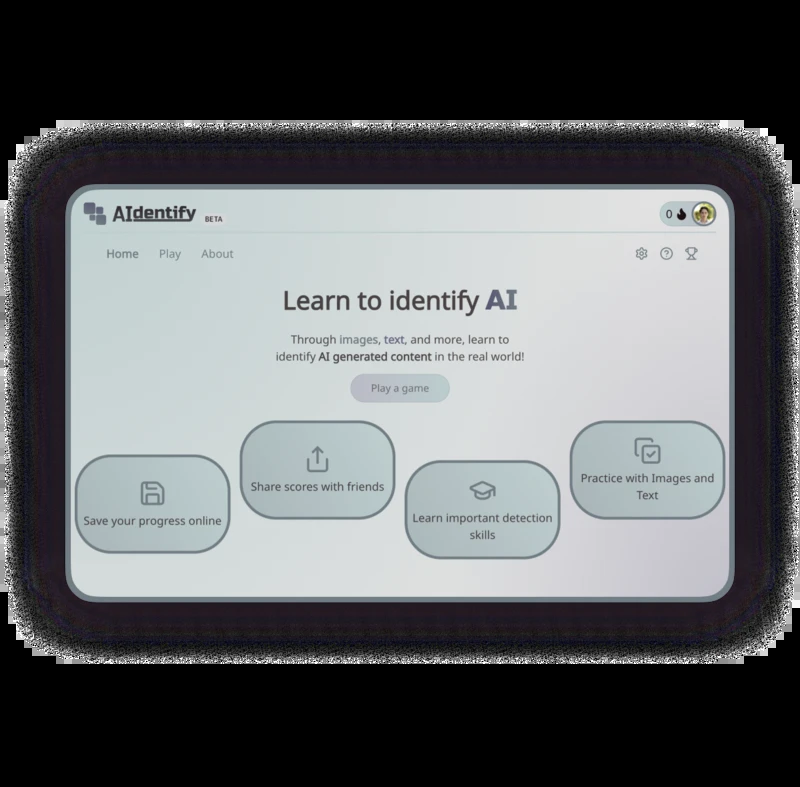 AIdentify BETA
0
Home Play About
Learn to identify AI
Through images, text, and more, learn to
identify AI generated content in the real world!
Play a game
Save your progress online
Share scores with friends
Learn important detection
skills
Practice with Images and
Text